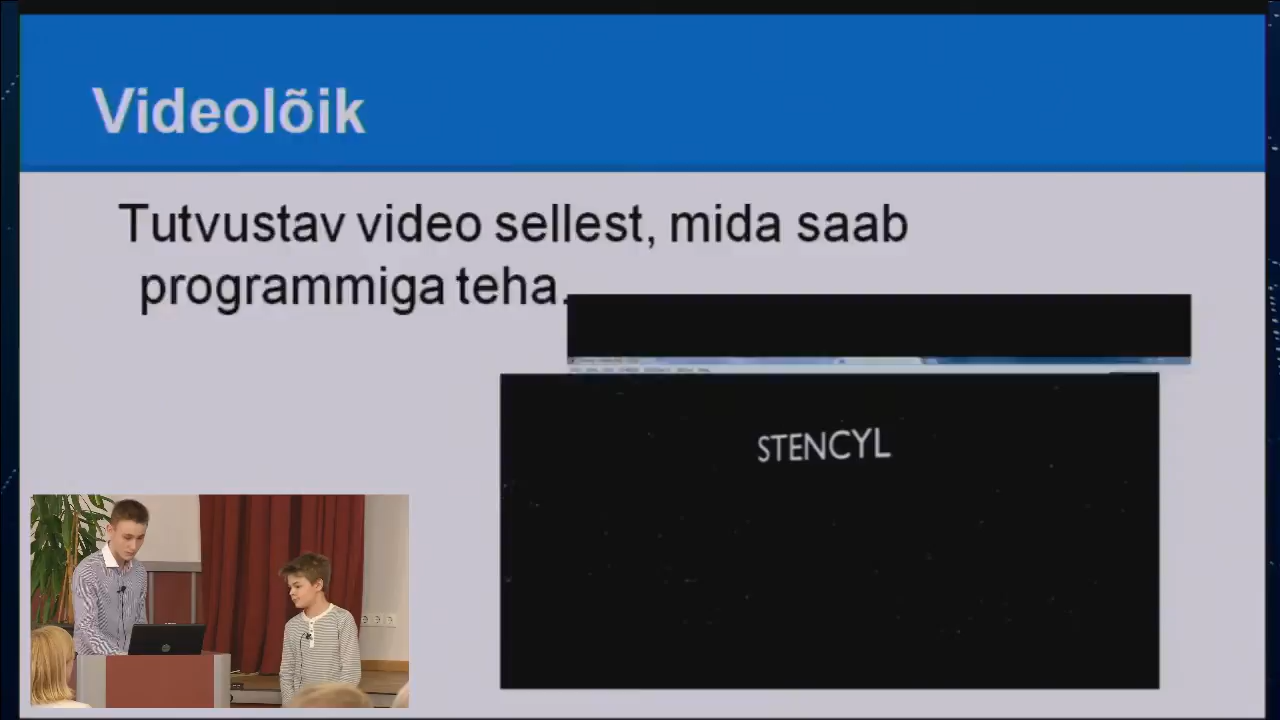 Videolõik
Tutvustav video sellest, mida saab
programmiga teha.
STENCYL